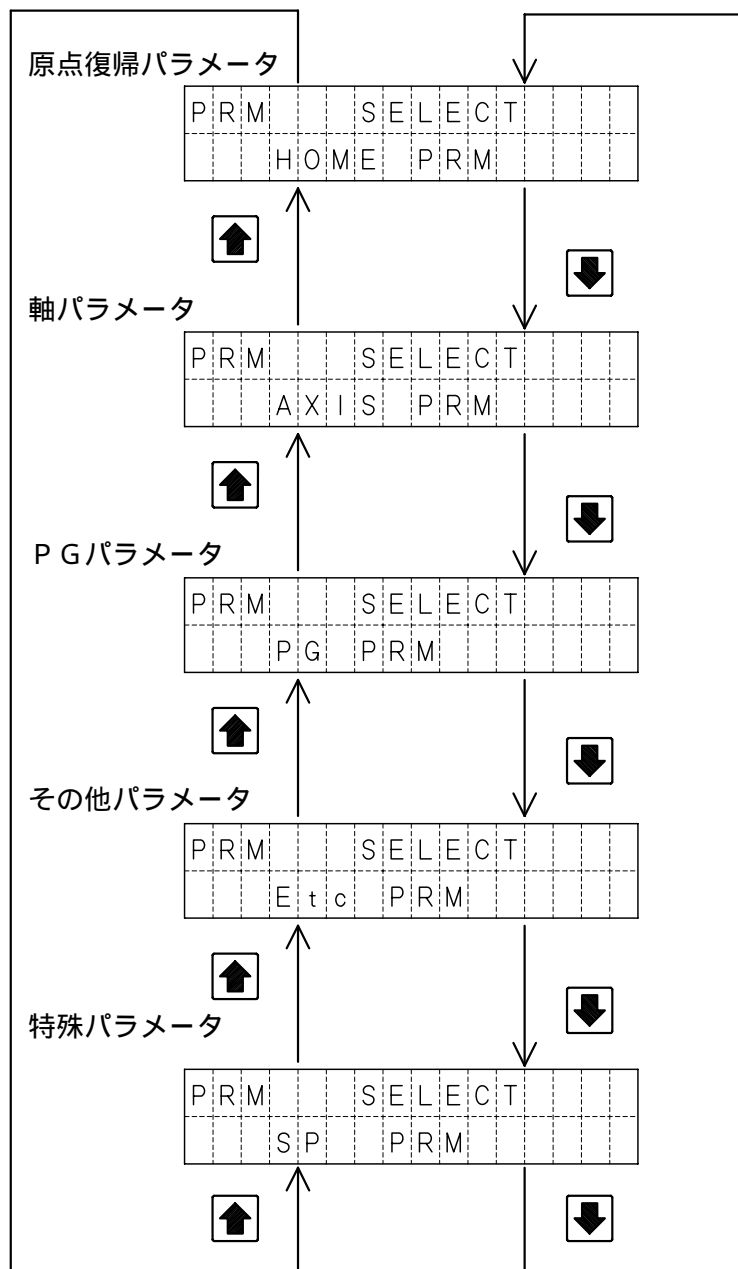 原点復帰パラメータ
PRM   SELECT
HOME PRM
軸パラメータ
PRM   SELECT
AXIS PRM
ＰＧパラメータ
PRM   SELECT
PG PRM
その他パラメータ
PRM   SELECT
Etc PRM
特殊パラメータ
PRM   SELECT
SP  PRM